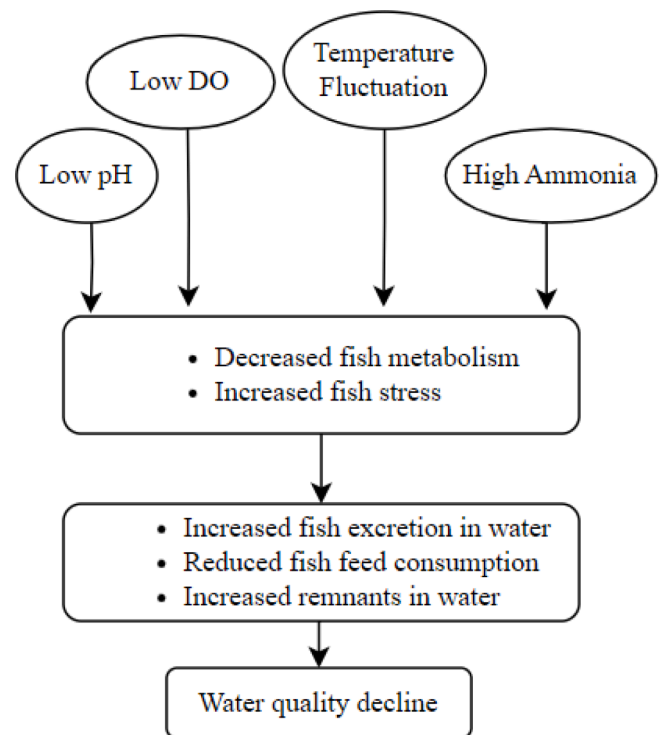 Temperature
Fluctuation
Low DO
Low pH
High Ammonia
• Decreased fish metabolism
• Increased fish stress
• Increased fish excretion in water
• Reduced fish feed consumption
• Increased remnants in water
Water quality decline